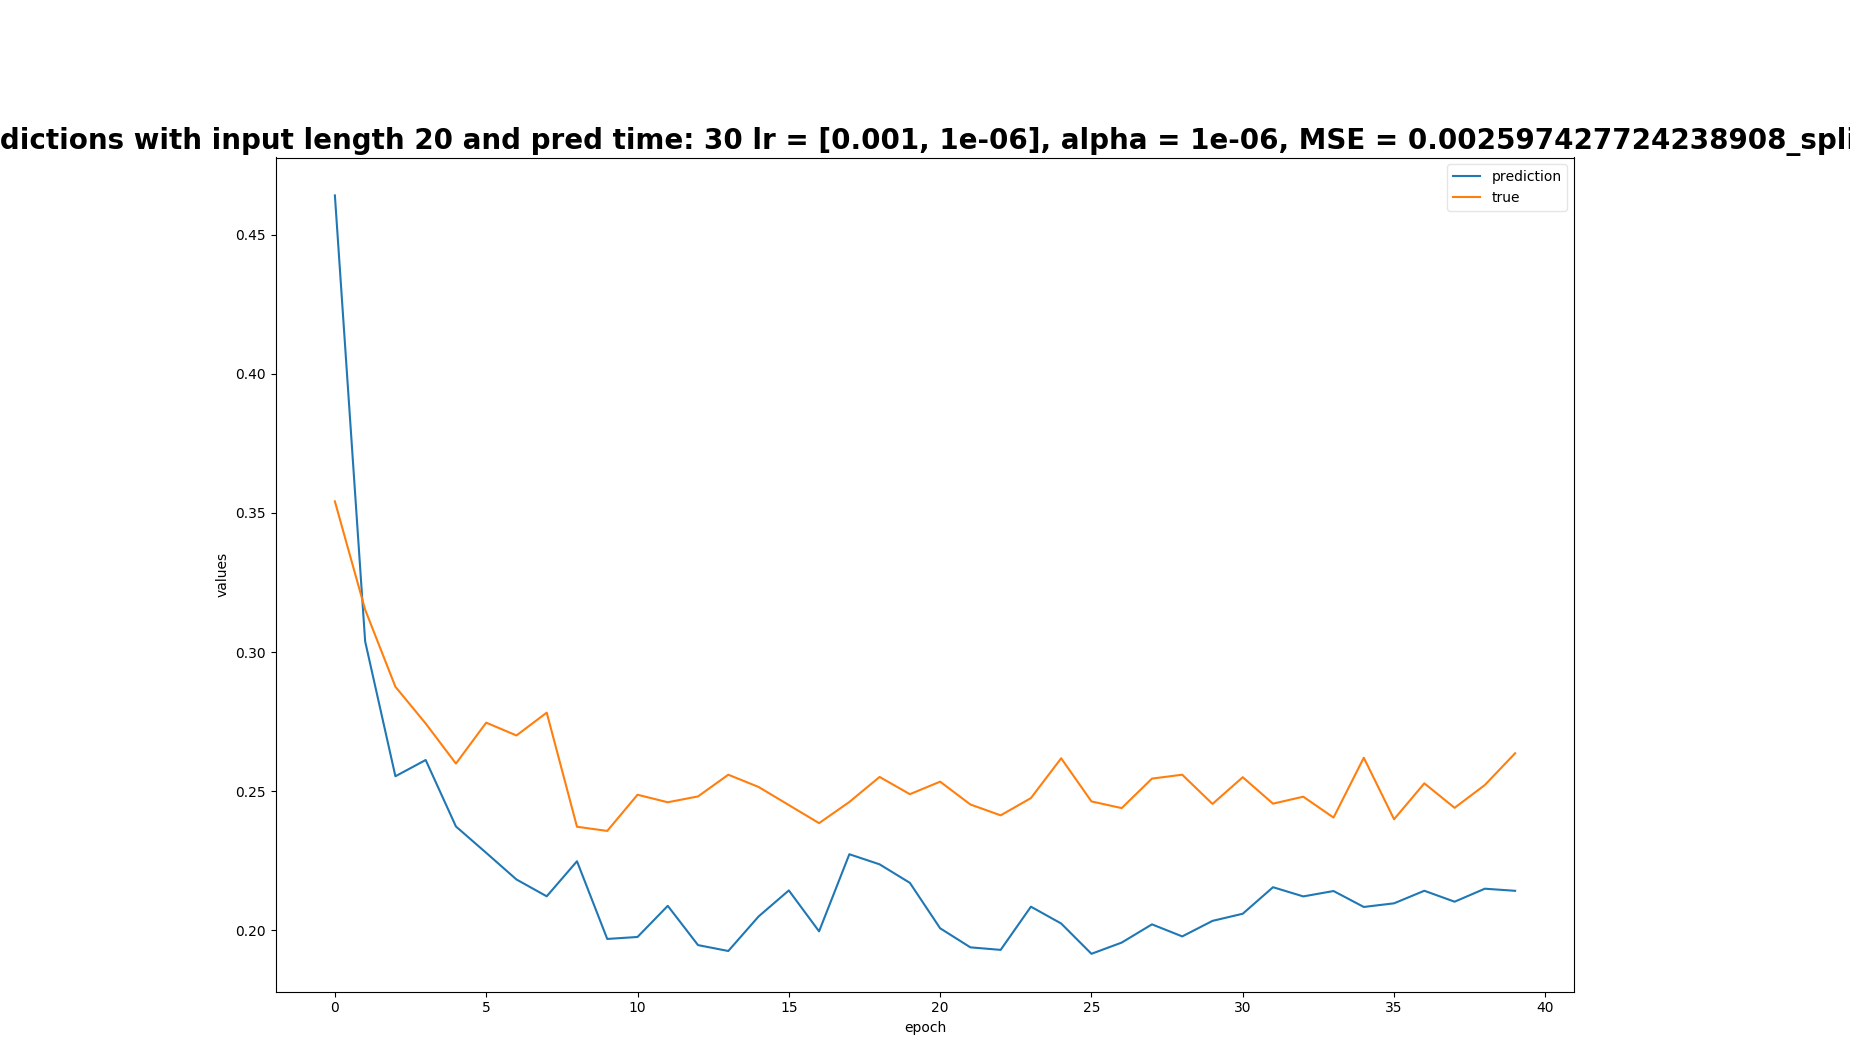 dictions with input length 20 and pred time: 30 lr = [0.001, 1e-06], alpha = 1e-06, MSE = 0.002597427724238908_spli
prediction
true
0.45
0.40
0.35
0.30
0.25
0.20
values
0 5 10 15 20 25 30 35 40
epoch